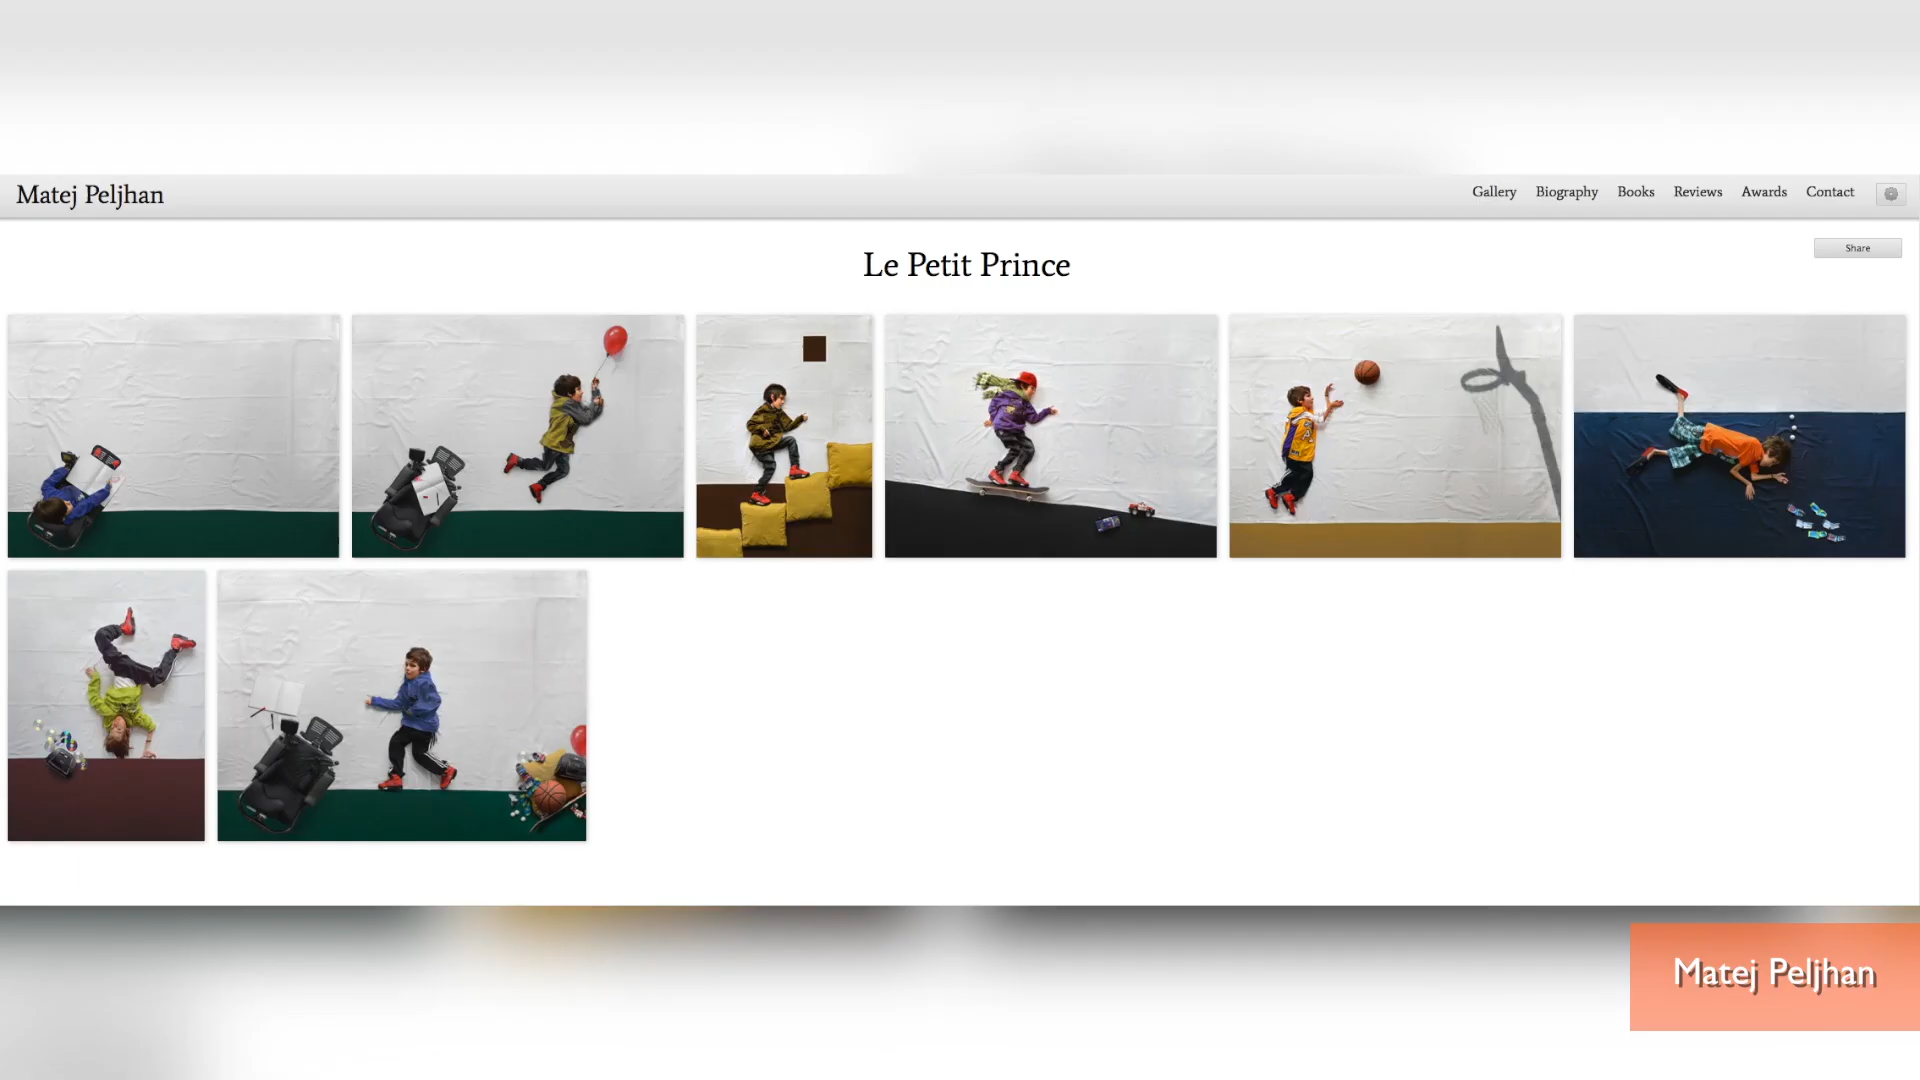 Matej Peljhan
Gallery Biography Books Reviews Awards Contact
Share
Le Petit Prince
Matej Peljhan